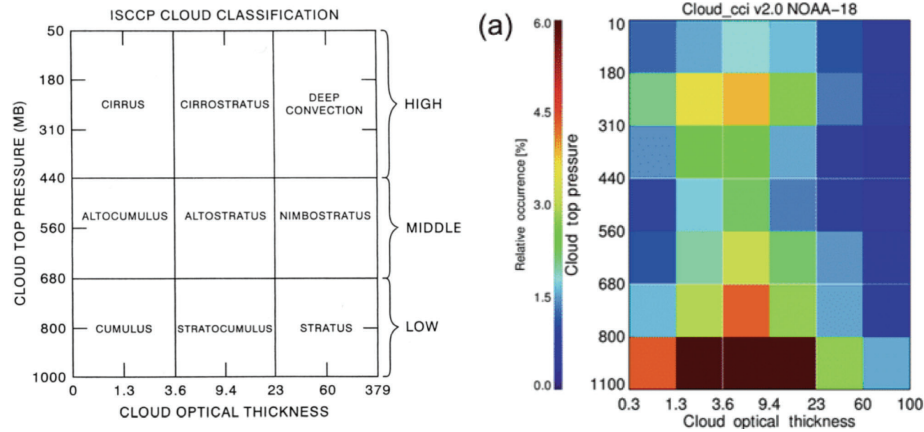 ISCCP CLOUD CLASSIFICATION
50
180
310
440
560
680
800
1000
CLOUD TOP PRESSURE (MB)
CIRRUS
CIRROSTRATUS
DEEP
CONVECTION
HIGH
ALTOCUMULUS
ALTOSTRATUS
NIMBOSTRATUS
MIDDLE
CUMULUS
STRATOCUMULUS
STRATUS
LOW
0 1.3 3.6 9.4 23 60 379
CLOUD OPTICAL THICKNESS
(a)
6.0
4.5
3.0
1.5
0.0
Relative occurrence [%]
Cloud_cci v2.0 NOAA-18
10
180
310
440
560
680
800
1100
Cloud top pressure
0.3 1.3 3.6 9.4 23 60 100
Cloud optical thickness